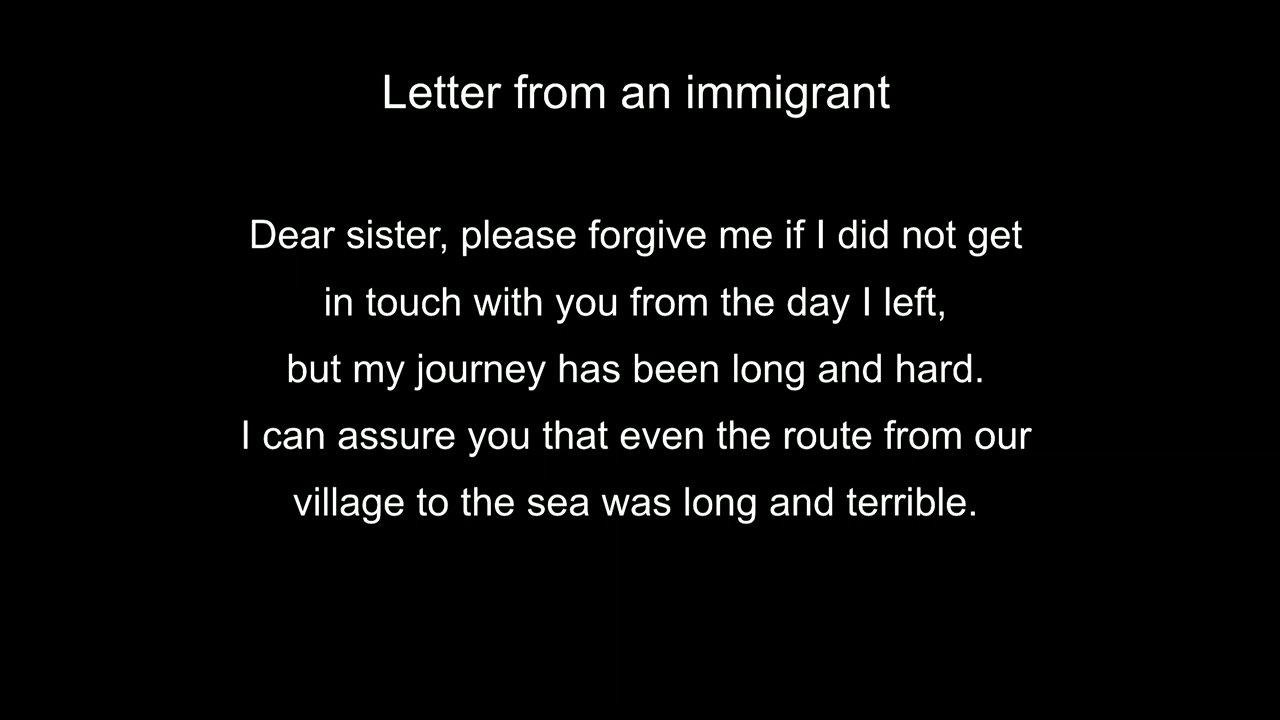 Letter from an immigrant
Dear sister, please forgive me if I did not get
in touch with you from the day I left,
but my journey has been long and hard.
I can assure you that even the route from our
village to the sea was long and terrible.